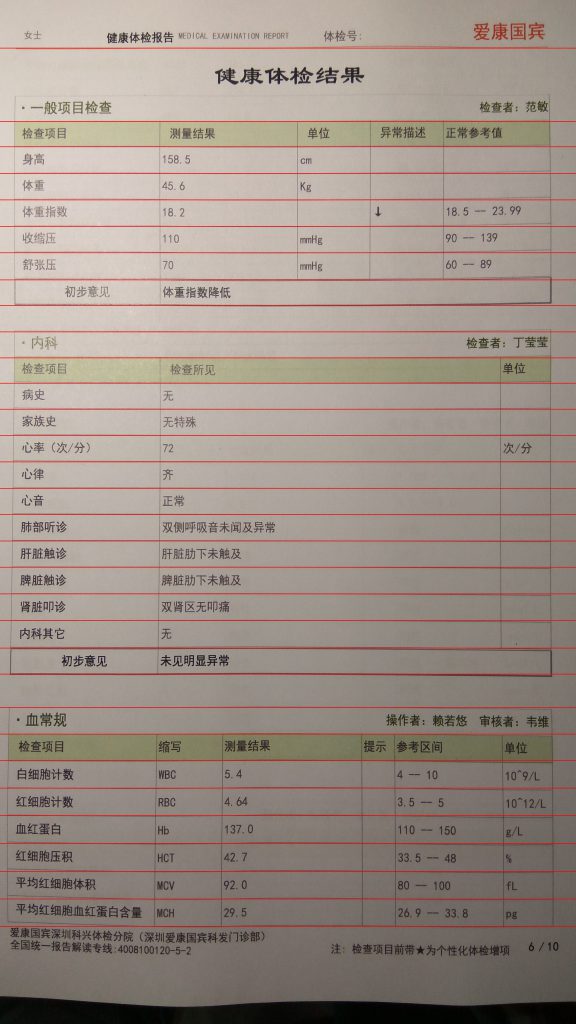 女士 健康体检报告 MEDICAL EXAMINATION REPORT 体检号: 爱康国宾
健康体检结果
·一般项目检查 检查者: 范敏
检查项目 测量结果 单位 异常描述 正常参考值
身高 158.5 cm
体重 45.6 Kg
体重指数 18.2 ↓ 18.5 — 23.99
收缩压 110 mmHg 90 — 139
舒张压 70 mmHg 60 — 89
初步意见 体重指数降低
·内科 检查者: 丁莹莹
检查项目 检查所见 单位
病史 无
家族史 无特殊
心率(次/分) 72 次/分
心律 齐
心音 正常
肺部听诊 双侧呼吸音未闻及异常
肝脏触诊 肝脏肋下未触及
脾脏触诊 脾脏肋下未触及
肾脏叩诊 双肾区无叩痛
内科其它 无
初步意见 未见明显异常
·血常规 操作者: 赖若悠 审核者: 韦维
检查项目 缩写 测量结果 提示 参考区间 单位
白细胞计数 WBC 5.4 4 — 10 10^9/L
红细胞计数 RBC 4.64 3.5 — 5 10^12/L
血红蛋白 Hb 137.0 110 — 150 g/L
红细胞压积 HCT 42.7 33.5 — 48 %
平均红细胞体积 MCV 92.0 80 — 100 fL
平均红细胞血红蛋白含量 MCH 29.5 26.9 — 33.8 pg
爱康国宾深圳科兴体检分院(深圳爱康国宾科发门诊部)
全国统一报告解读专线:4008100120-5-2 注: 检查项目前带★为个性化体检增项 6 / 10